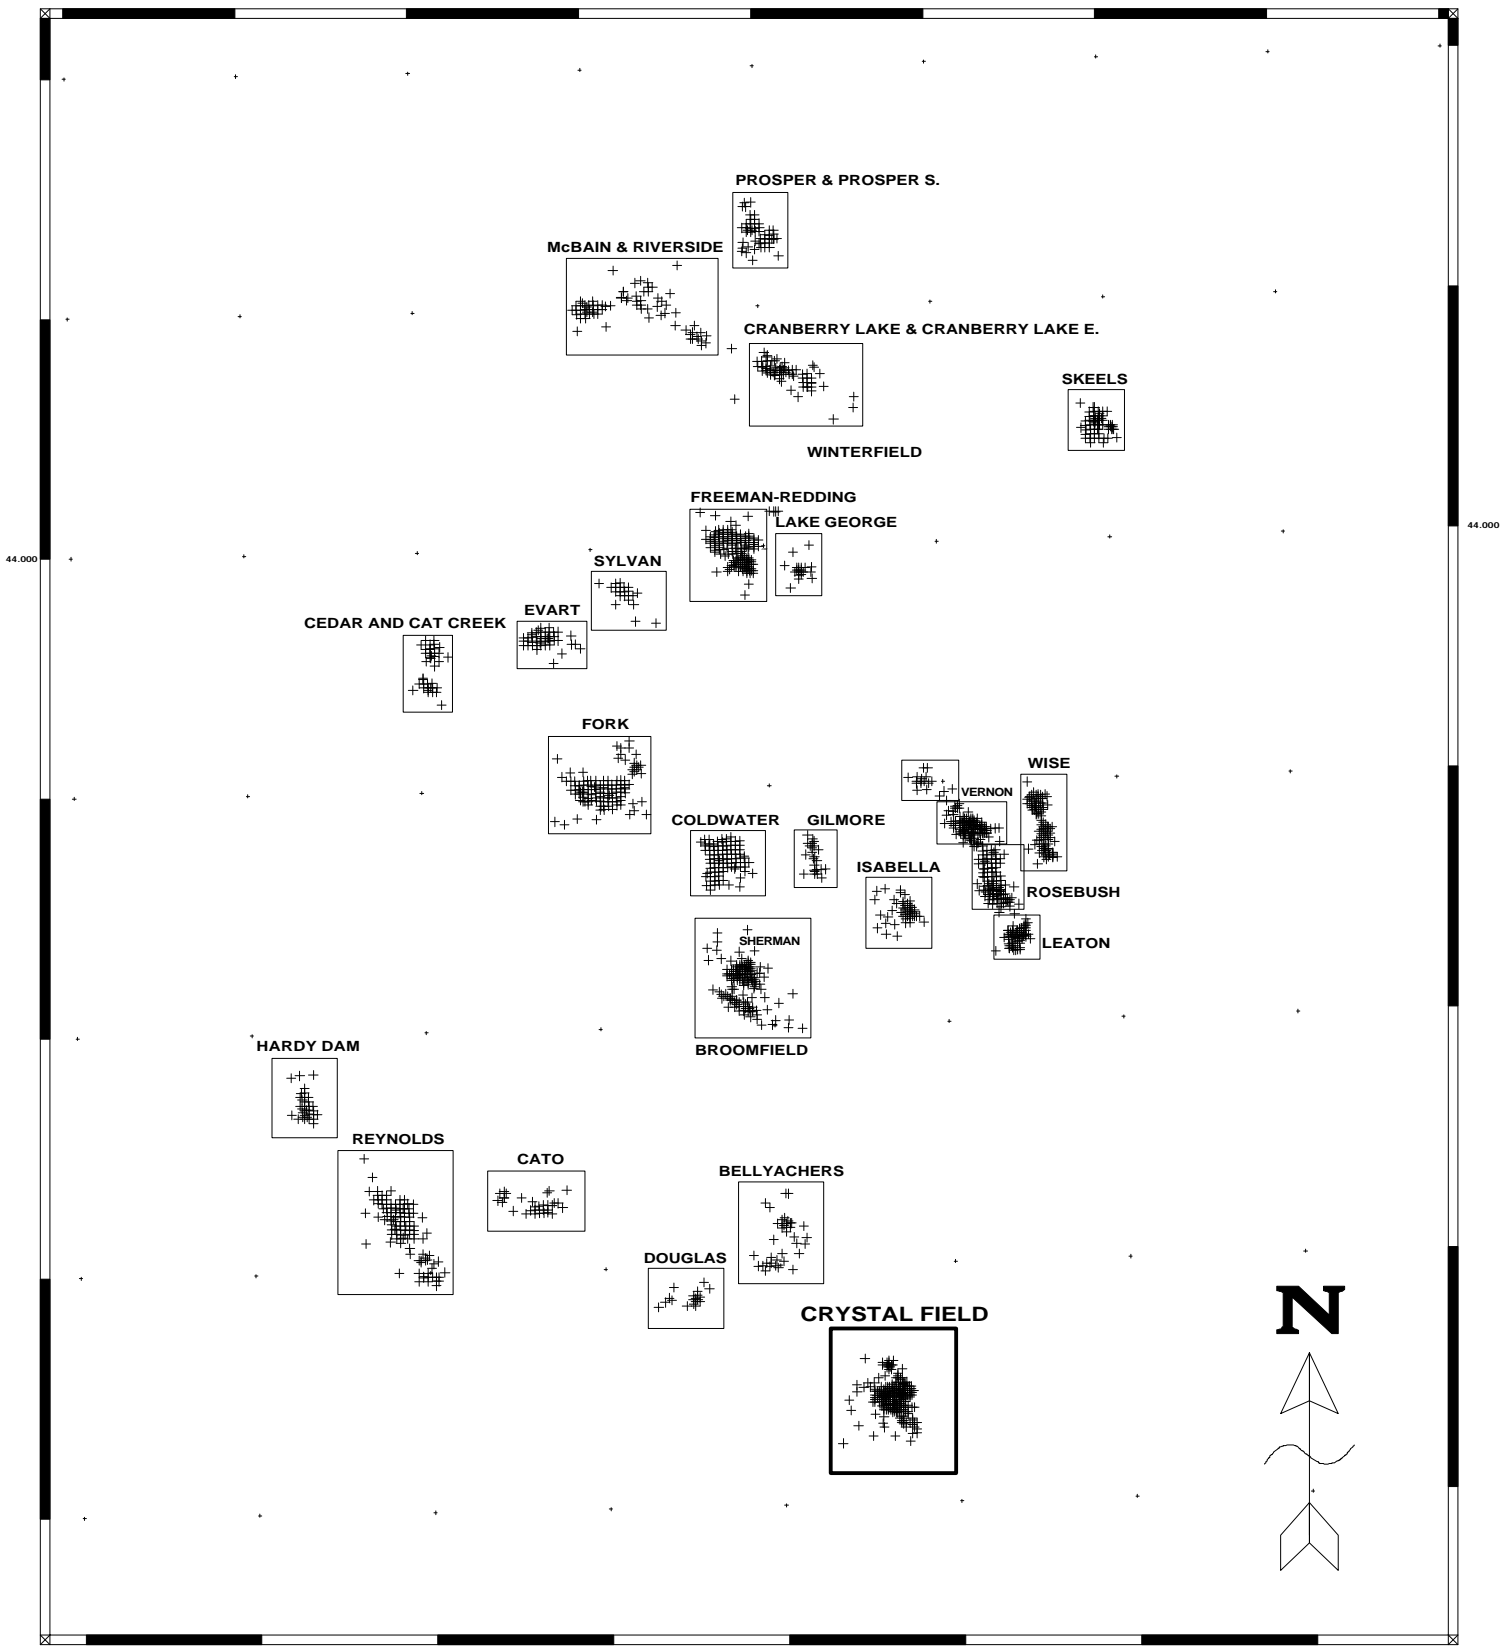 PROSPER & PROSPER S.
McBAIN & RIVERSIDE
CRANBERRY LAKE & CRANBERRY LAKE E.
SKEELS
WINTERFIELD
FREEMAN-REDDING
LAKE GEORGE
44.000
44.000
SYLVAN
EVART
CEDAR AND CAT CREEK
FORK
WISE
VERNON
COLDWATER
GILMORE
ISABELLA
ROSEBUSH
SHERMAN
LEATON
HARDY DAM
BROOMFIELD
REYNOLDS
CATO
BELLYACHERS
DOUGLAS
CRYSTAL FIELD
N